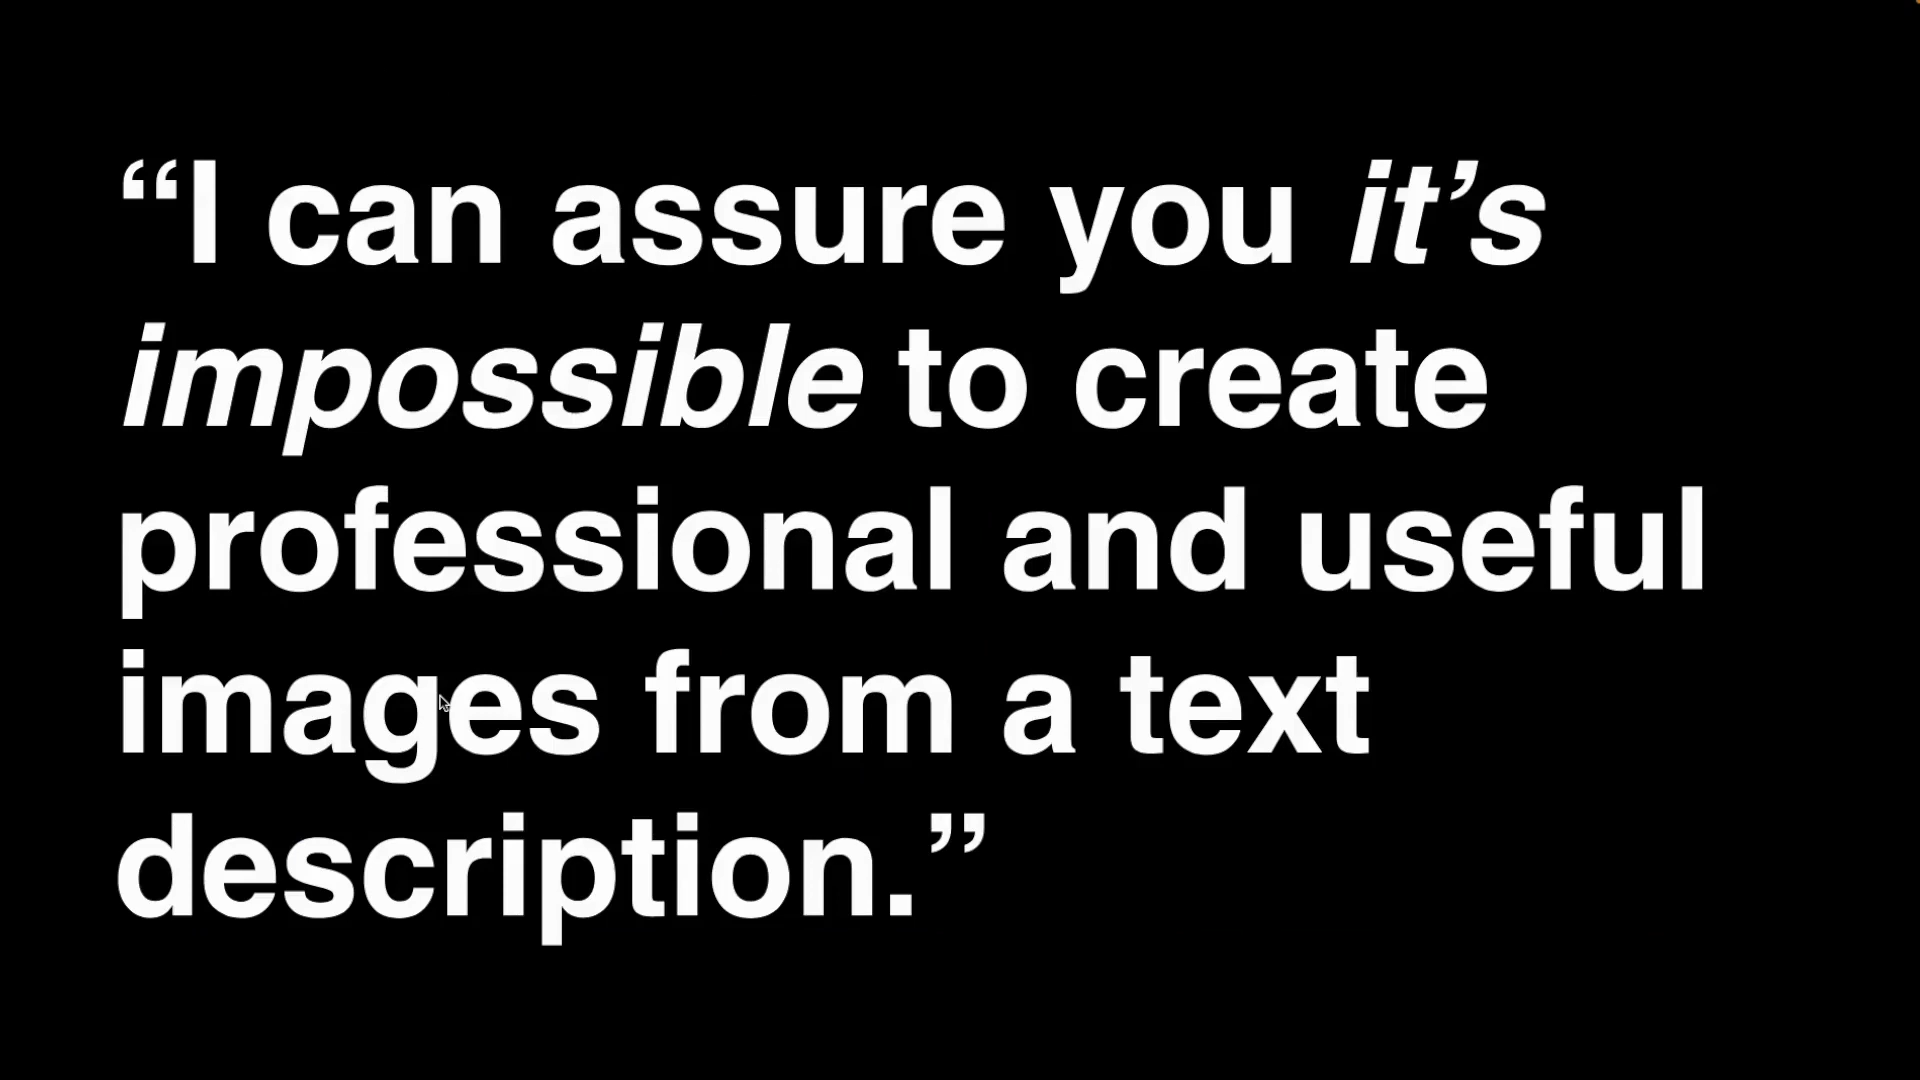 “I can assure you it’s
impossible to create
professional and useful
images from a text
description.”